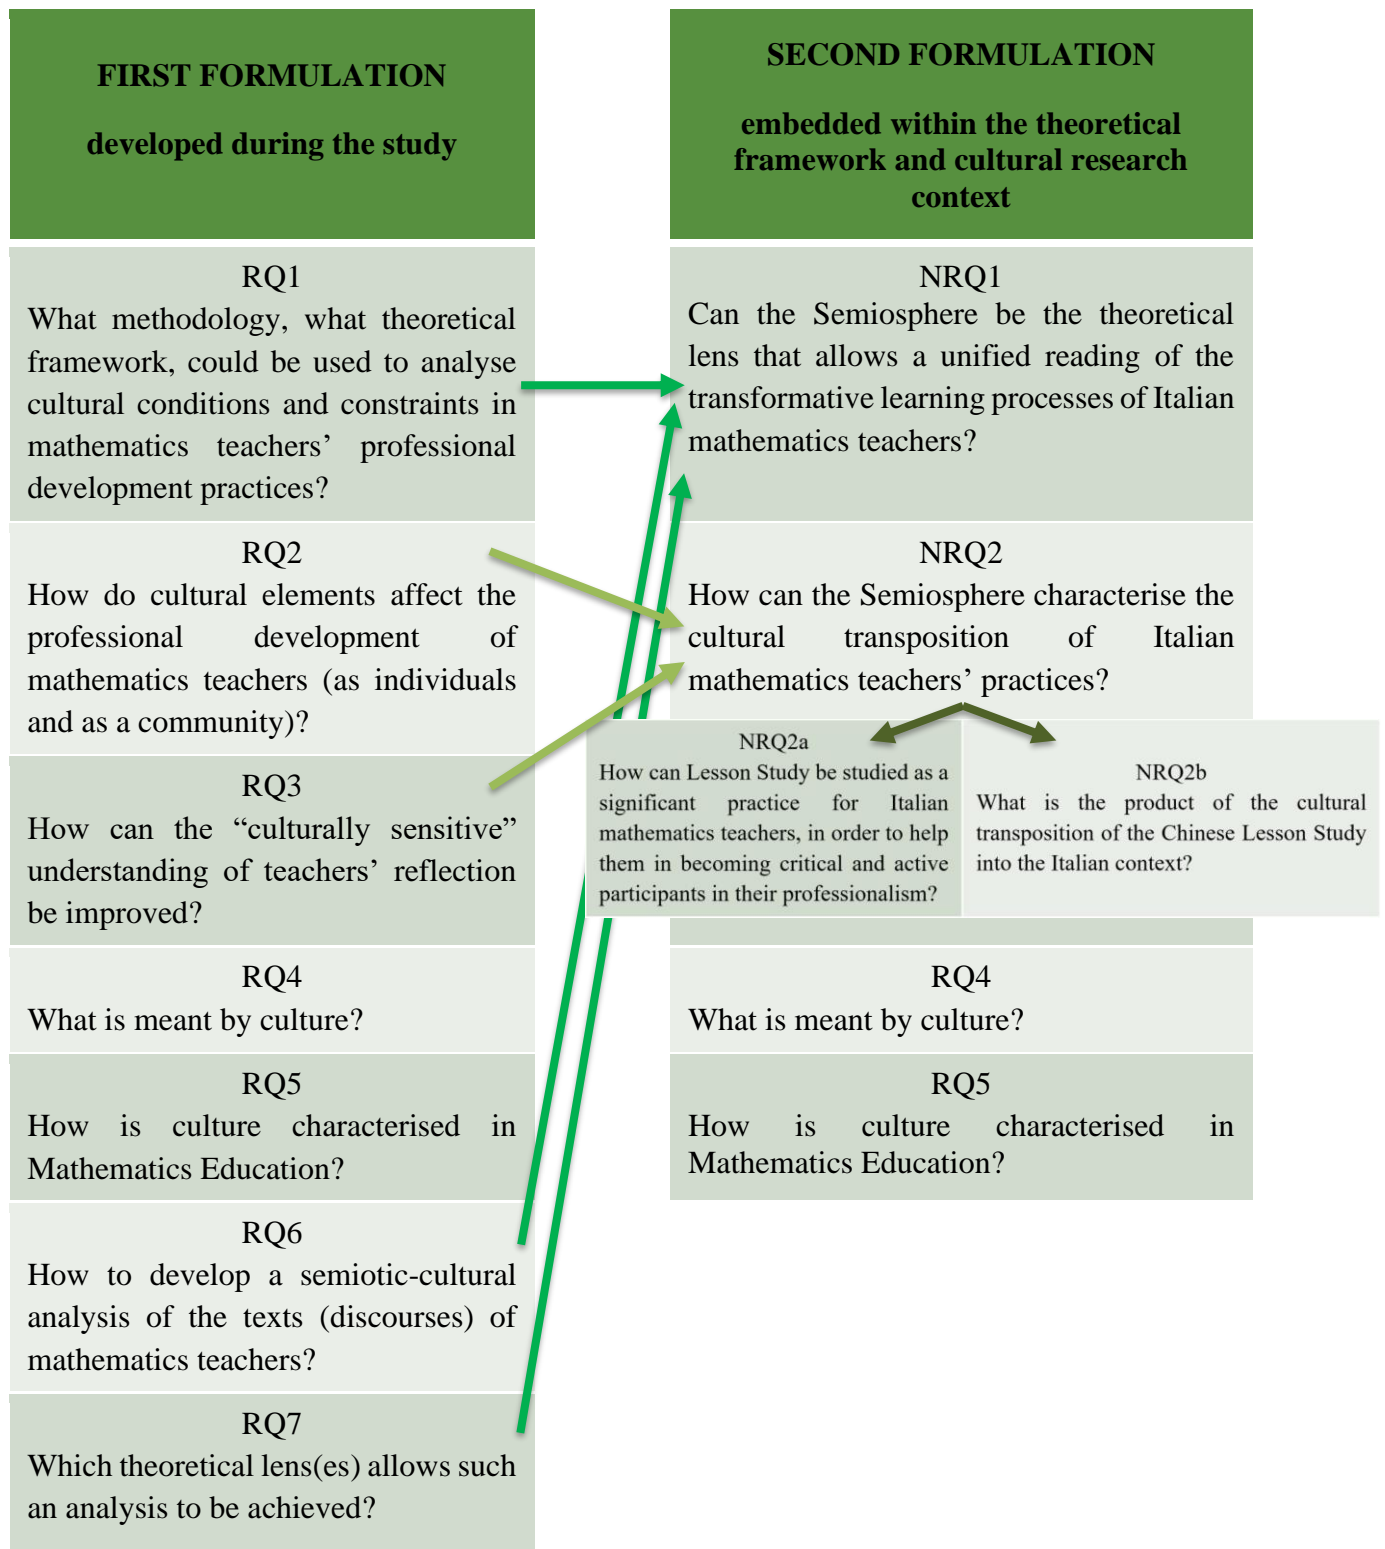 FIRST FORMULATION
developed during the study
SECOND FORMULATION
embedded within the theoretical
framework and cultural research
context
RQ1
What methodology, what theoretical
framework, could be used to analyse
cultural conditions and constraints in
mathematics teachers’ professional
development practices?
NRQ1
Can the Semiosphere be the theoretical
lens that allows a unified reading of the
transformative learning processes of Italian
mathematics teachers?
RQ2
How do cultural elements affect the
professional development of
mathematics teachers (as individuals
and as a community)?
NRQ2
How can the Semiosphere characterise the
cultural transposition of Italian
mathematics teachers’ practices?
NRQ2a
How can Lesson Study be studied as a
significant practice for Italian
mathematics teachers, in order to help
them in becoming critical and active
participants in their professionalism?
NRQ2b
What is the product of the cultural
transposition of the Chinese Lesson Study
into the Italian context?
RQ3
How can the “culturally sensitive”
understanding of teachers’ reflection
be improved?
RQ4
What is meant by culture?
RQ4
What is meant by culture?
RQ5
How is culture characterised in
Mathematics Education?
RQ5
How is culture characterised in
Mathematics Education?
RQ6
How to develop a semiotic-cultural
analysis of the texts (discourses) of
mathematics teachers?
RQ7
Which theoretical lens(es) allows such
an analysis to be achieved?